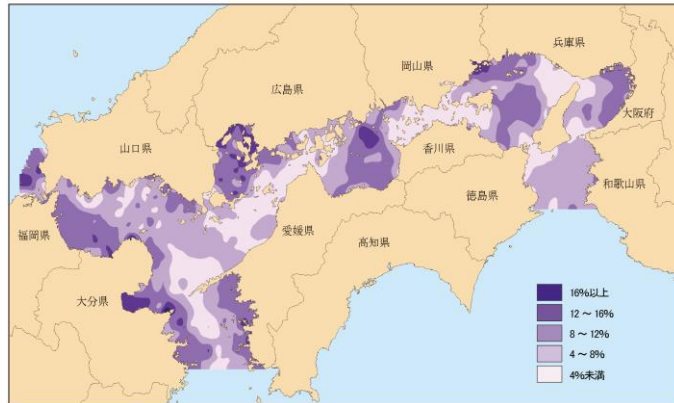 兵庫県
岡山県
広島県
大阪府
山口県
香川県
和歌山県
徳島県
愛媛県
福岡県
高知県
大分県
16%以上
12～16%
8～12%
4～8%
4%未満